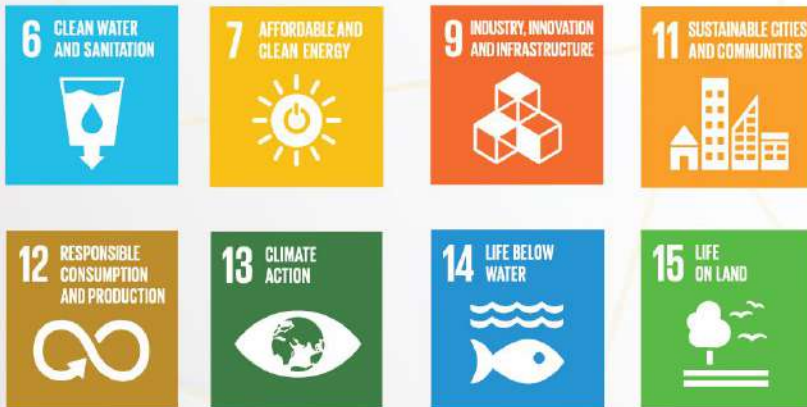 6 CLEAN WATER
AND SANITATION
7 AFFORDABLE AND
CLEAN ENERGY
9 INDUSTRY, INNOVATION
AND INFRASTRUCTURE
11 SUSTAINABLE CITIES
AND COMMUNITIES
12 RESPONSIBLE
CONSUMPTION
AND PRODUCTION
13 CLIMATE
ACTION
14 LIFE BELOW
WATER
15 LIFE
ON LAND